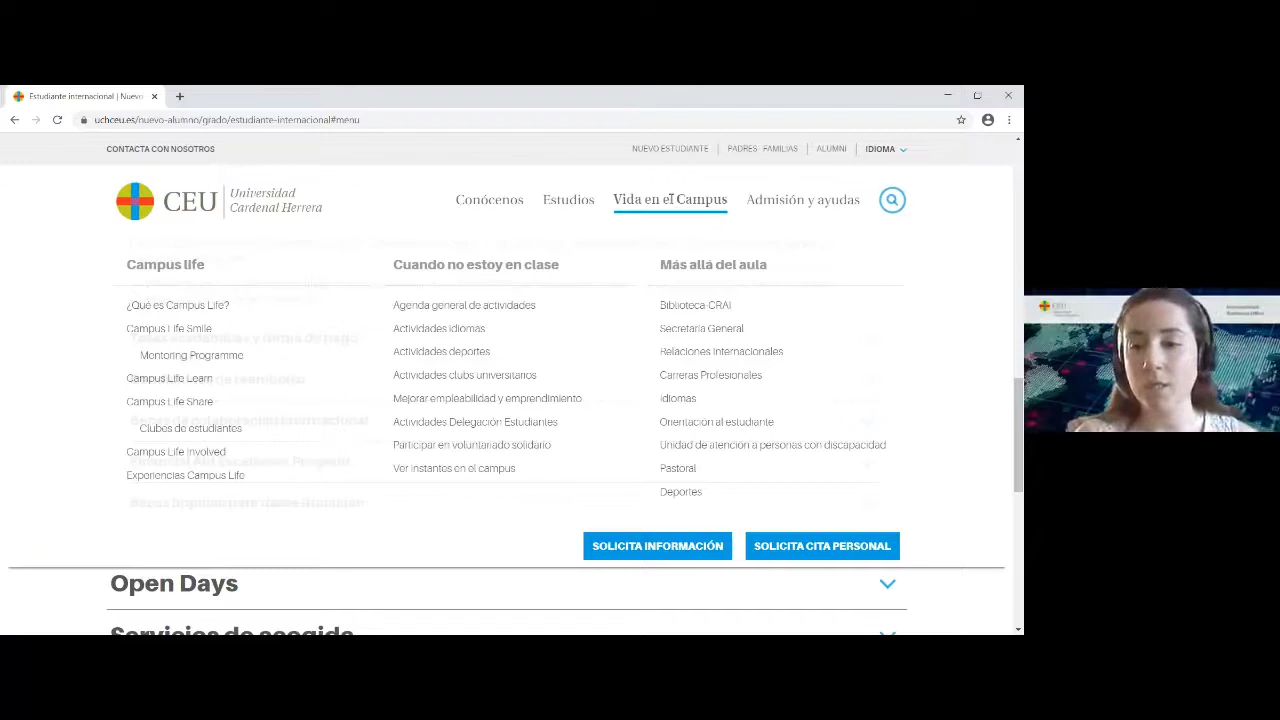 Estudiante internacional | Nuevo
uchceu.es/nuevo-alumno/grado/estudiante-internacional#menu
CONTACTA CON NOSOTROS
NUEVO ESTUDIANTE
PADRES FAMILIAS
ALUMNI
IDIOMA
CEU
Universidad
Cardenal Herrera
Conócenos
Estudios
Vida en el Campus
Admisión y ayudas
Campus life
¿Qué es Campus Life?
Campus Life Smile
Mentoring Programme
Campus Life Learn
Campus Life Share
Clubes de estudiantes
Campus Life Involved
Experiencias Campus Life
Cuando no estoy en clase
Agenda general de actividades
Actividades idiomas
Actividades deportes
Actividades clubs universitarios
Mejorar empleabilidad y emprendimiento
Actividades Delegación Estudiantes
Participar en voluntariado solidario
Ver instantos en el campus
Más allá del aula
Biblioteca-CRAI
Secretaría General
Relaciones Internacionales
Carreras Profesionales
Idiomas
Orientación al estudiante
Unidad de atención a personas con discapacidad
Pastoral
Deportes
SOLICITA INFORMACIÓN
SOLICITA CITA PERSONAL
Open Days
Servicios de acogida
CEU